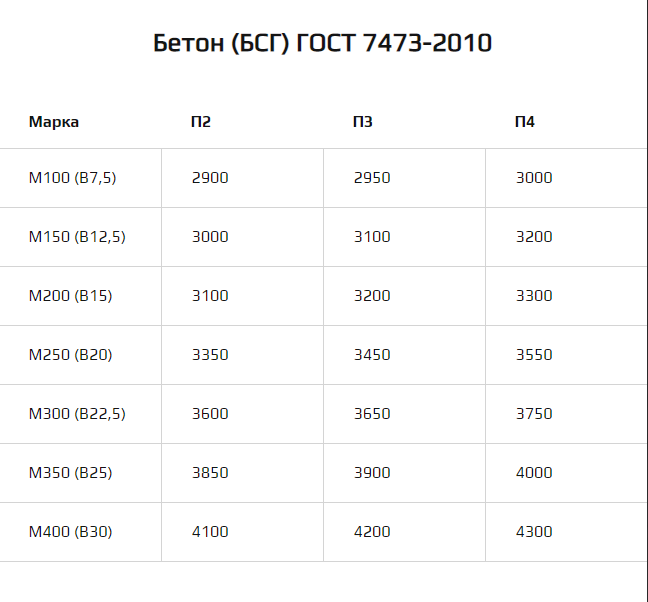 Бетон (БСГ) ГОСТ 7473-2010
Марка П2 П3 П4
М100 (В7,5) 2900 2950 3000
М150 (В12,5) 3000 3100 3200
М200 (В15) 3100 3200 3300
М250 (В20) 3350 3450 3550
М300 (В22,5) 3600 3650 3750
М350 (В25) 3850 3900 4000
М400 (В30) 4100 4200 4300